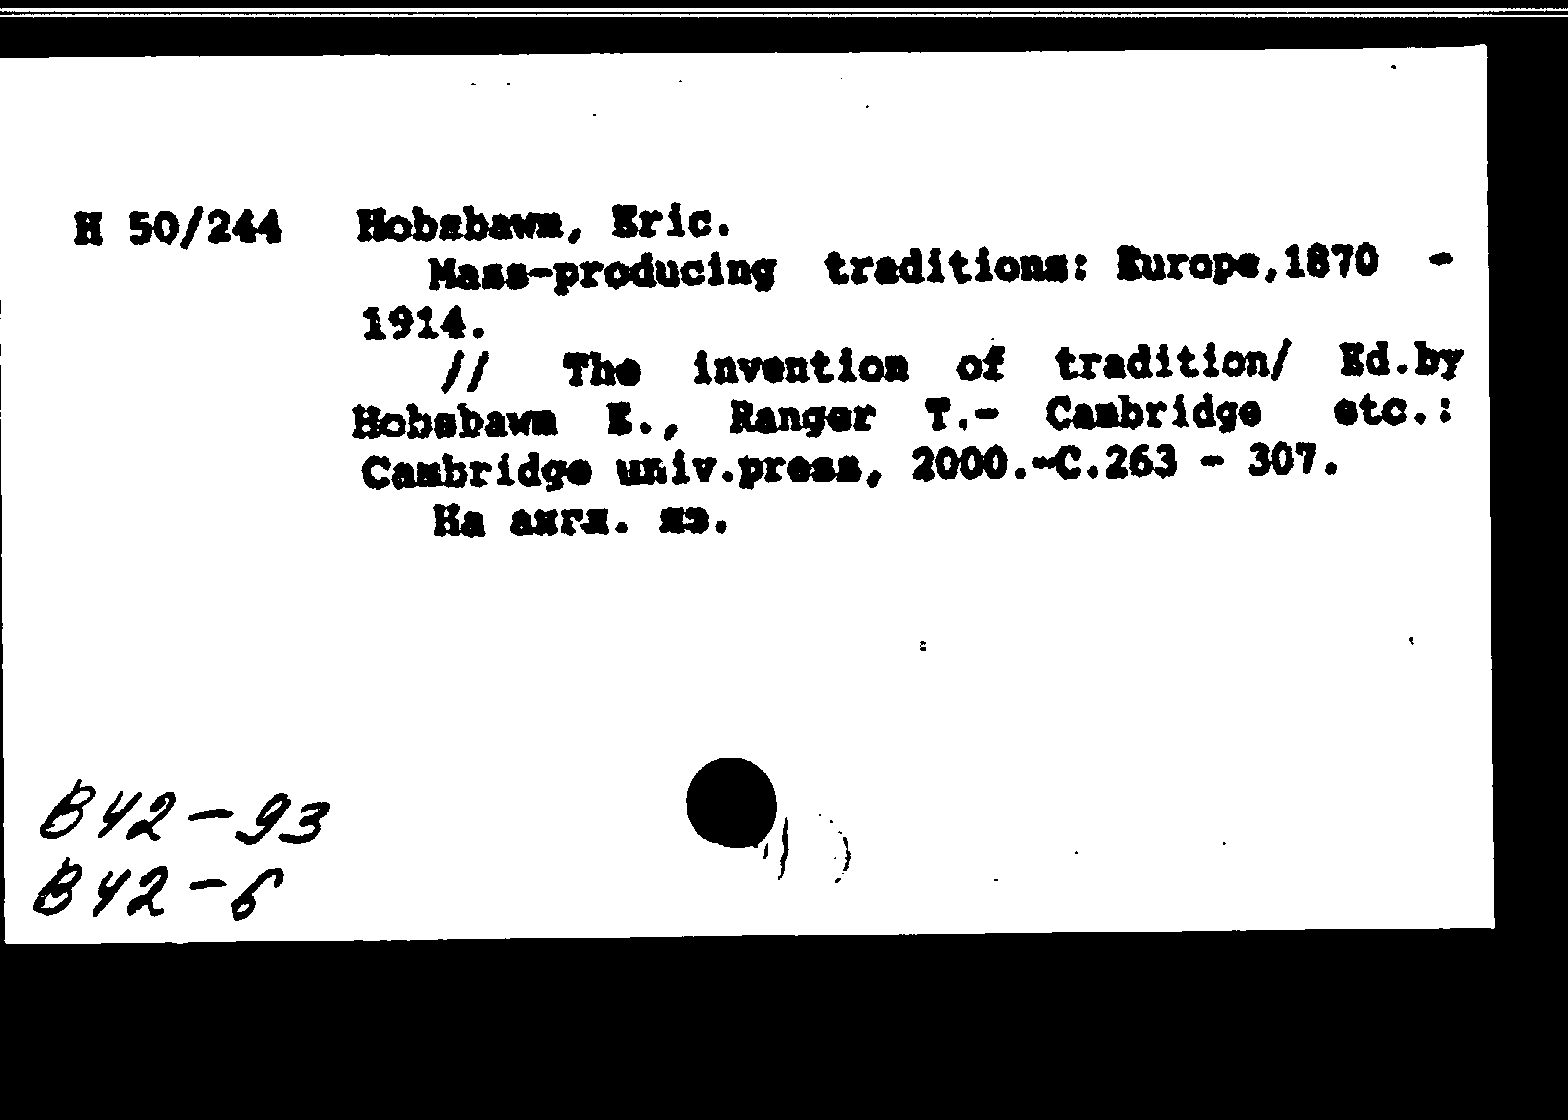 H 50/244 Hobsbawm, Eric.
Mass-producing traditions: Europe,1870 -
1914.
// The invention of tradition/ Ed.by
Hobsbawm E., Ranger T.- Cambridge etc.:
Cambridge univ.press, 2000.-C.263 - 307.
На англ. яз.
В42-93
В42-6